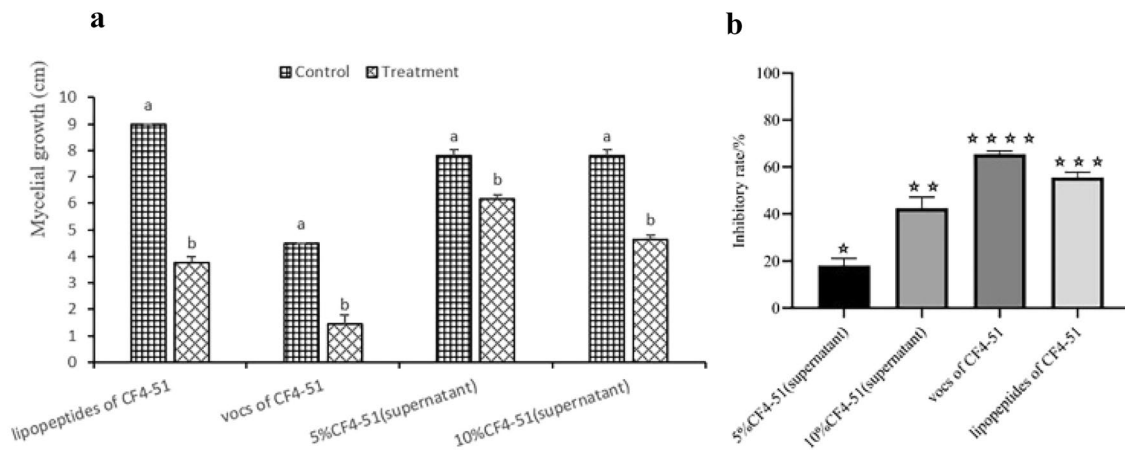 a
Control Treatment
Mycelial growth (cm)
10
9
8
7
6
5
4
3
2
1
0
a
b
a
b
a
b
a
b
lipopeptides of CF4-51
vocs of CF4-51
5%CF4-51(supernatant)
10%CF4-51(supernatant)
b
Inhibitory rate/%
100
80
60
40
20
0
5%CF4-51(supernatant)
10%CF4-51(supernatant)
vocs of CF4-51
lipopeptides of CF4-51